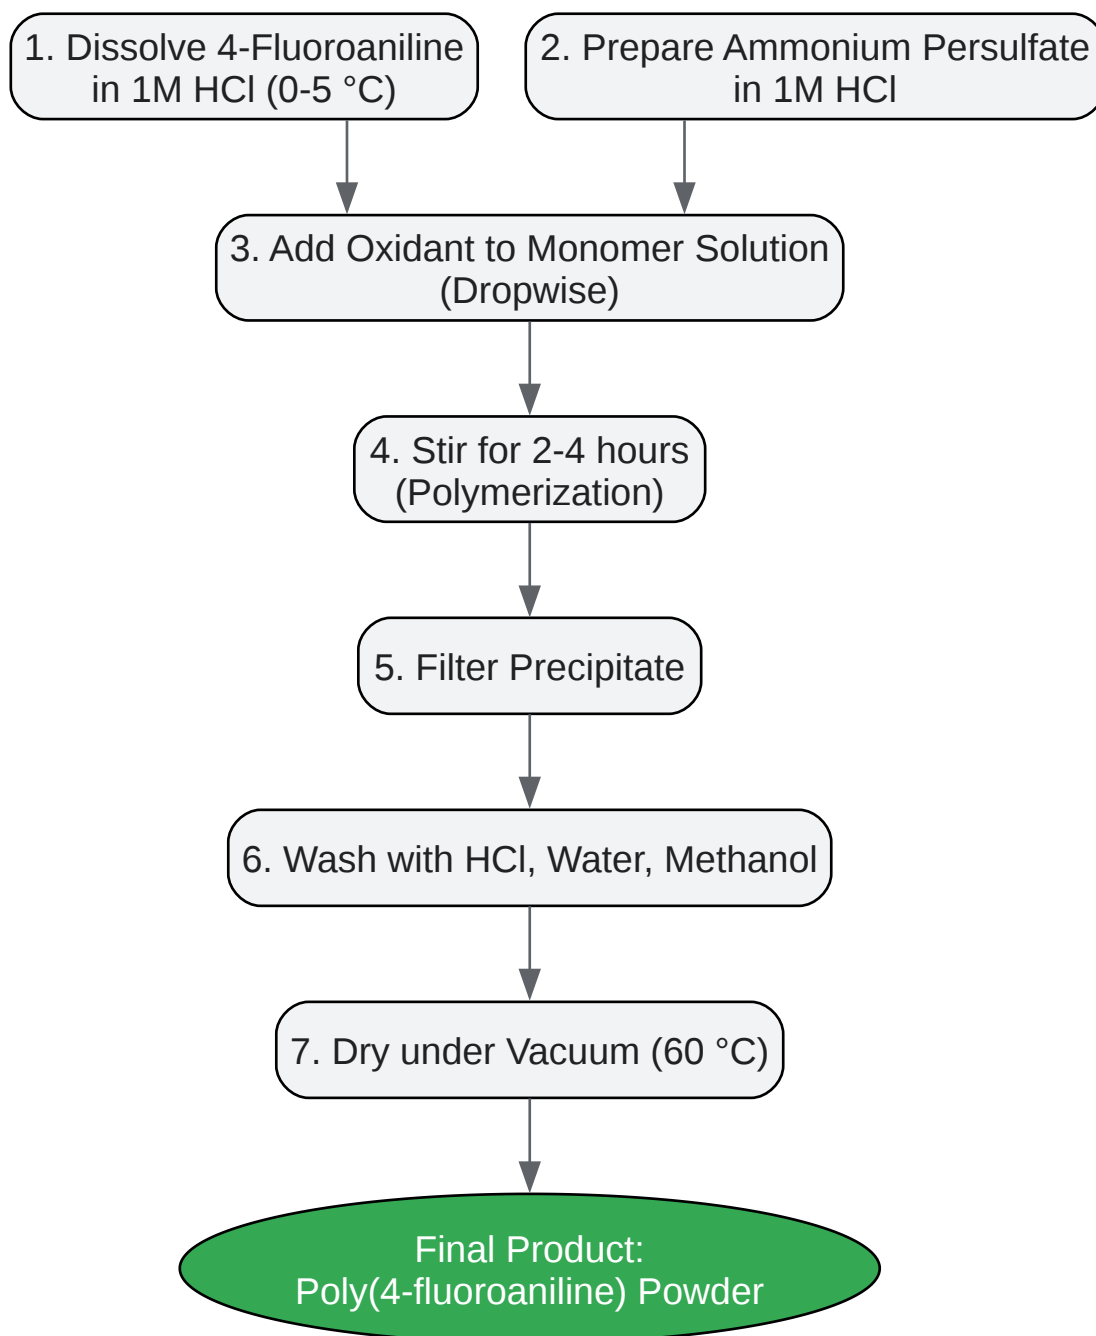 1. Dissolve 4-Fluoroaniline
in 1M HCl (0-5 °C)
2. Prepare Ammonium Persulfate
in 1M HCl
3. Add Oxidant to Monomer Solution
(Dropwise)
4. Stir for 2-4 hours
(Polymerization)
5. Filter Precipitate
6. Wash with HCl, Water, Methanol
7. Dry under Vacuum (60 °C)
Final Product:
Poly(4-fluoroaniline) Powder